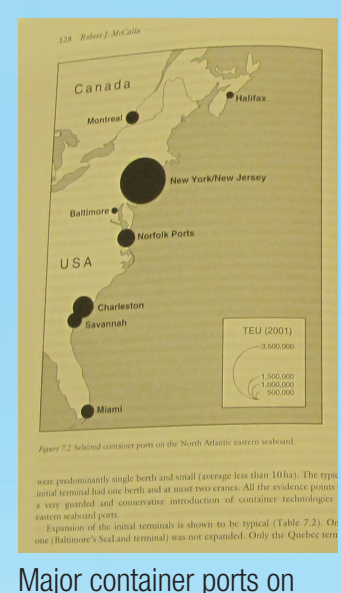 128 Robert J. McCalla
Canada
Halifax
Montreal
New York/New Jersey
Baltimore
Norfolk Ports
USA
Charleston
Savannah
TEU (2001)
3,500,000
1,500,000
1,000,000
500,000
Miami
Figure 7.2 Selected container ports on the North Atlantic eastern seaboard
were predominantly single berth and small (average less than 10 ha). The typic
initial terminal had one berth and at most two cranes. All the evidence points
a very guarded and conservative introduction of container technologies
eastern seaboard ports.
Expansion of the initial terminals is shown to be typical (Table 7.2). On
one (Baltimore's SeaLand terminal) was not expanded. Only the Quebec term
Major container ports on